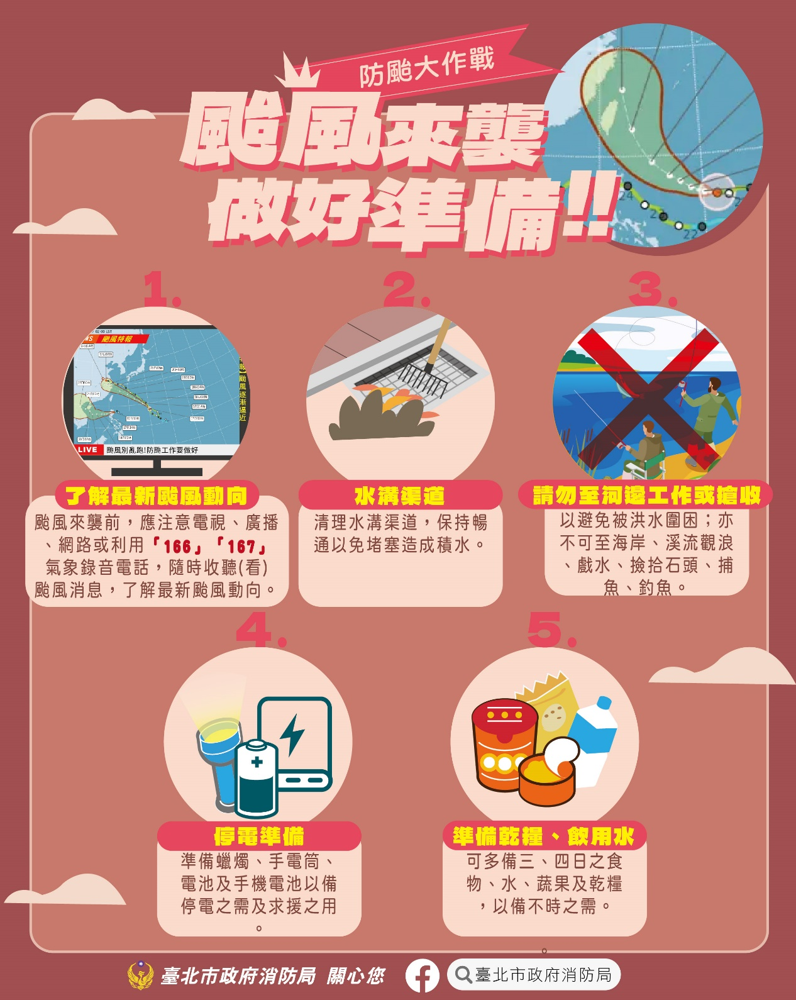 防颱大作戰
颱風來襲
做好準備!!
24
22
1.
2.
3.
02:00 LST
颱風特報
颱風逐漸逼近
LIVE
颱風別亂跑!防颱工作要做好
了解最新颱風動向
颱風來襲前，應注意電視、廣播
、網路或利用「166」「167」
氣象錄音電話，隨時收聽(看)
颱風消息，了解最新颱風動向。
水溝渠道
清理水溝渠道，保持暢
通以免堵塞造成積水。
請勿至河邊工作或搶收
以避免被洪水圍困；亦
不可至海岸、溪流觀浪
、戲水、撿拾石頭、捕
魚、釣魚。
4.
5.
停電準備
準備蠟燭、手電筒、
電池及手機電池以備
停電之需及求援之用
。
準備乾糧、飲用水
可多備三、四日之食
物、水、蔬果及乾糧
，以備不時之需。
。
臺北市政府消防局 關心您
臺北市政府消防局